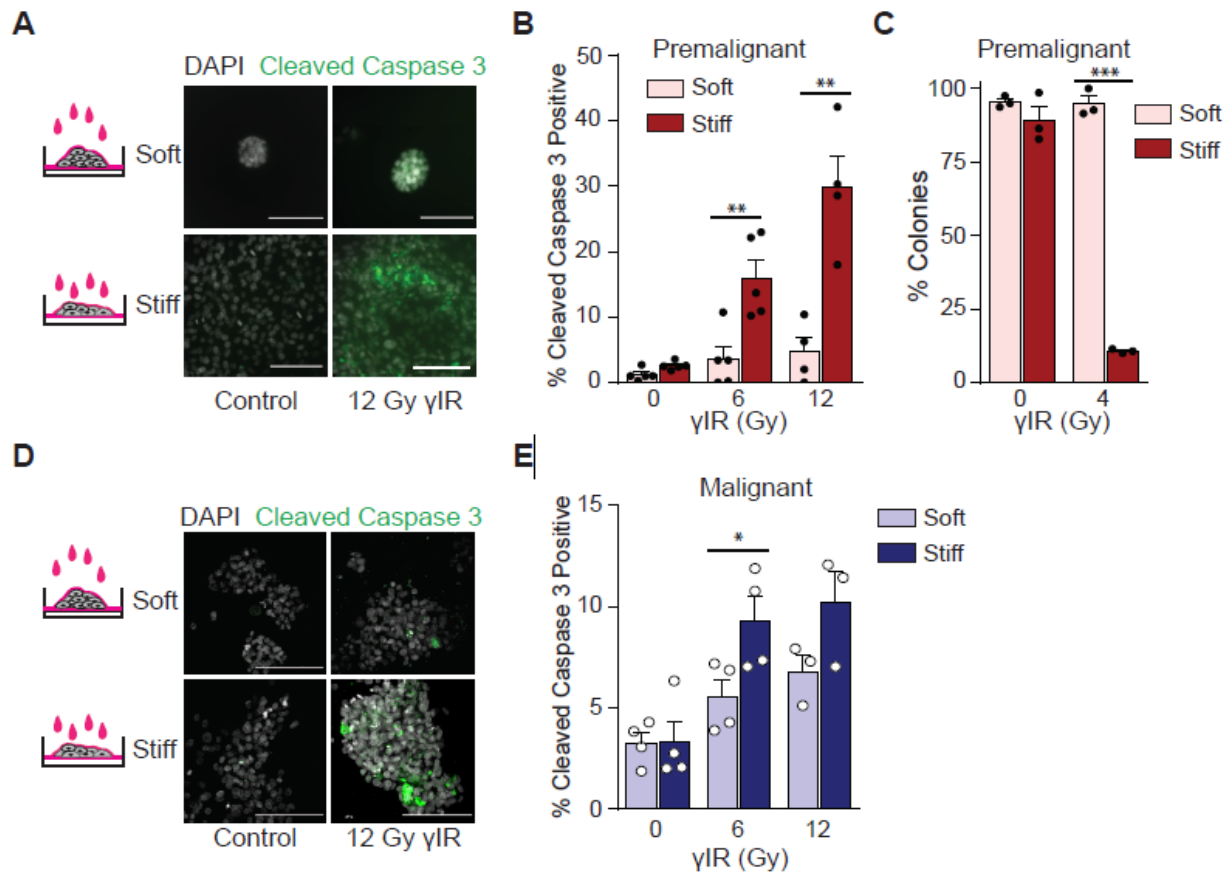 A
DAPI Cleaved Caspase 3
Soft
Stiff
Control
12 Gy γIR
B
Premalignant
Soft
Stiff
% Cleaved Caspase 3 Positive
50
40
30
20
10
0
**
**
0 6 12
γIR (Gy)
C
Premalignant
Soft
Stiff
% Colonies
100
75
50
25
0
***
0 4
γIR (Gy)
D
DAPI Cleaved Caspase 3
Soft
Stiff
Control
12 Gy γIR
E
Malignant
Soft
Stiff
% Cleaved Caspase 3 Positive
15
10
5
0
*
0 6 12
γIR (Gy)